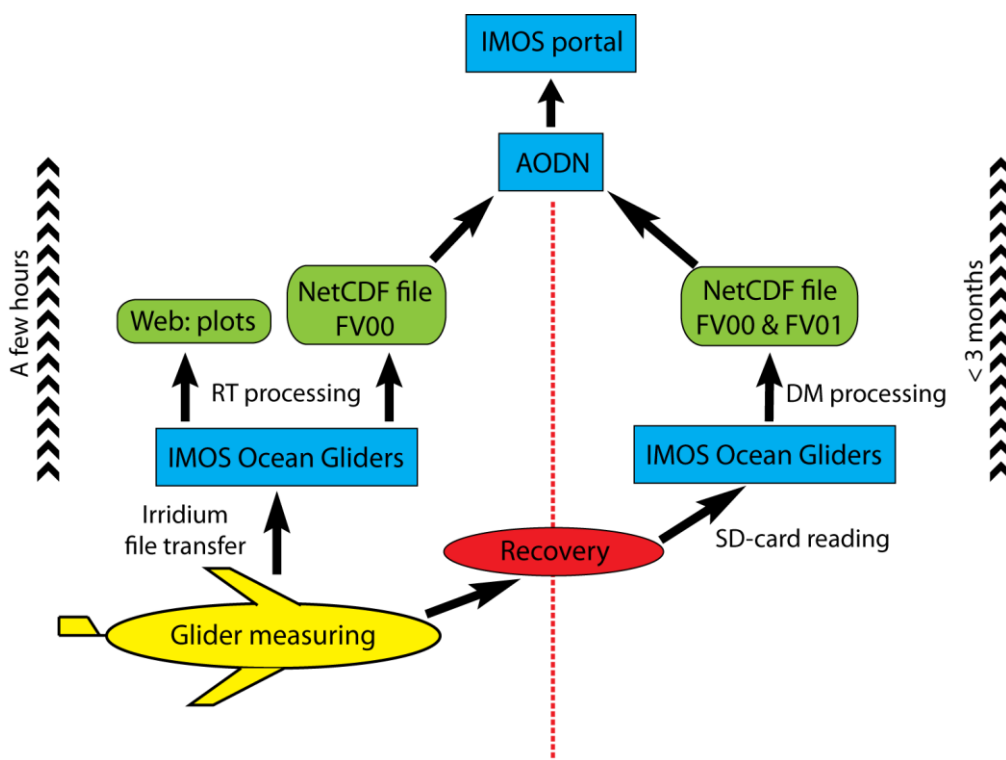 IMOS portal
AODN
A few hours
< 3 months
Web: plots
NetCDF file
FV00
NetCDF file
FV00 & FV01
RT processing
DM processing
IMOS Ocean Gliders
IMOS Ocean Gliders
Irridium
file transfer
Recovery
SD-card reading
Glider measuring